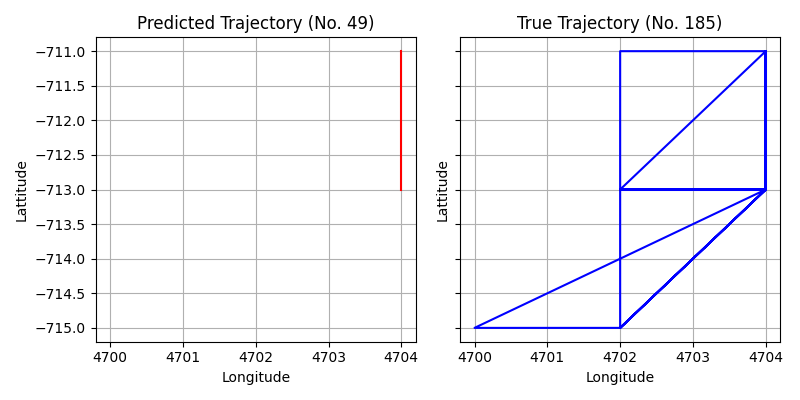 Predicted Trajectory (No. 49)
True Trajectory (No. 185)
Lattitude
−711.0
−711.5
−712.0
−712.5
−713.0
−713.5
−714.0
−714.5
−715.0
4700 4701 4702 4703 4704
Longitude
Lattitude
4700 4701 4702 4703 4704
Longitude